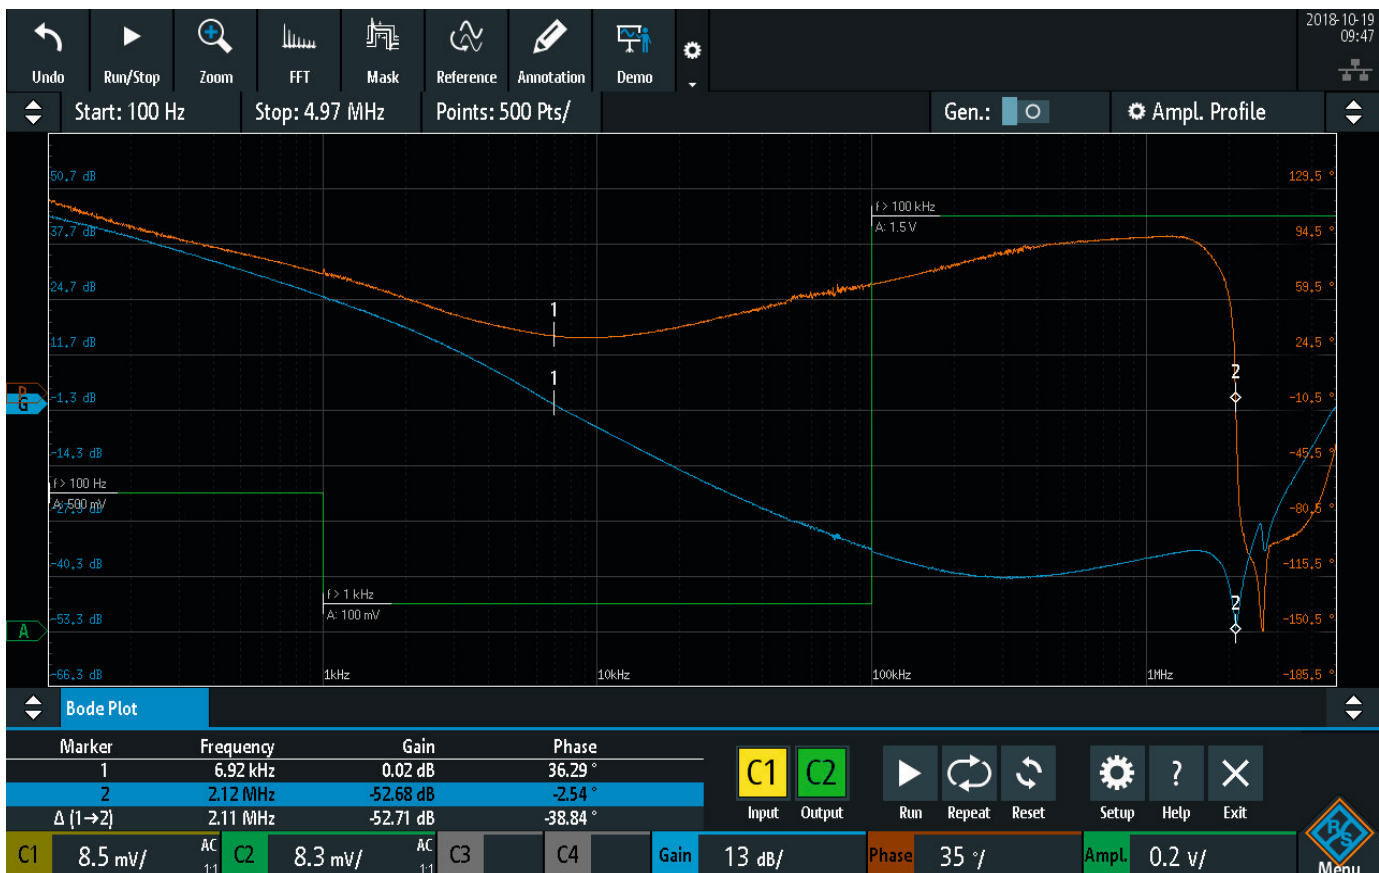 2018-10-19
09:47
Undo Run/Stop Zoom FFT Mask Reference Annotation Demo
Start: 100 Hz Stop: 4.97 MHz Points: 500 Pts/ Gen.: Ampl. Profile
50.7 dB 129.5 °
f> 100 kHz
A: 1.5 V
37.7 dB 94.5 °
24.7 dB 59.5 °
1
11.7 dB 24.5 °
1 2
P
G -1.3 dB -10.5 °
-14.3 dB -45.5 °
f> 100 Hz
A: 500 mV
-27.3 dB -80.5 °
-40.3 dB -115.5 °
f> 1 kHz
2
A: 100 mV
A -53.3 dB -150.5 °
-66.3 dB 1kHz 10kHz 100kHz 1MHz -185.5 °
Bode Plot
Marker Frequency Gain Phase
1 6.92 kHz 0.02 dB 36.29 °
2 2.12 MHz -52.68 dB -2.54 °
Δ (1→2) 2.11 MHz -52.71 dB -38.84 °
C1 C2 ?
Input Output Run Repeat Reset Setup Help Exit
C1 8.5 mV/ AC 1:1 C2 8.3 mV/ AC 1:1 C3 C4 Gain 13 dB/ Phase 35 °/ Ampl. 0.2 V/ R&S Menu